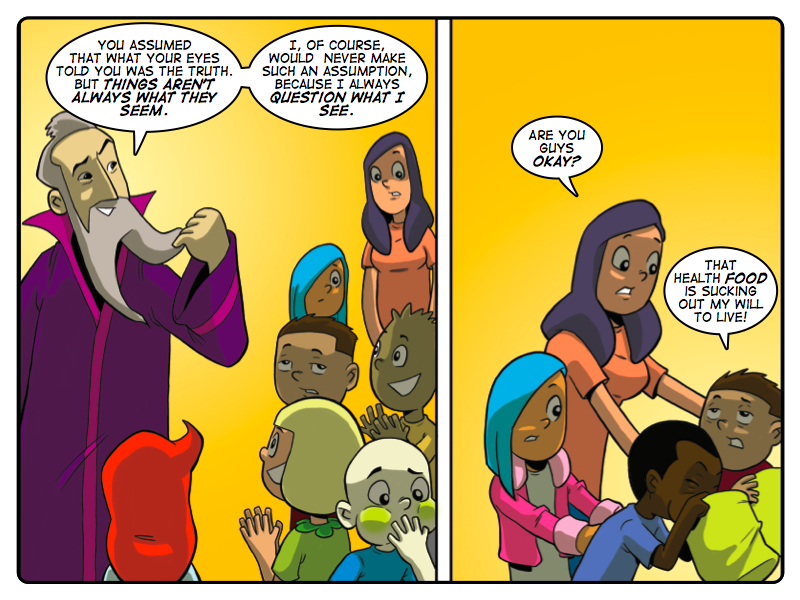 YOU ASSUMED
THAT WHAT YOUR EYES
TOLD YOU WAS THE TRUTH.
BUT THINGS AREN'T
ALWAYS WHAT THEY
SEEM.
I, OF COURSE,
WOULD NEVER MAKE
SUCH AN ASSUMPTION,
BECAUSE I ALWAYS
QUESTION WHAT I
SEE.
ARE YOU
GUYS
OKAY?
THAT
HEALTH FOOD
IS SUCKING
OUT MY WILL
TO LIVE!